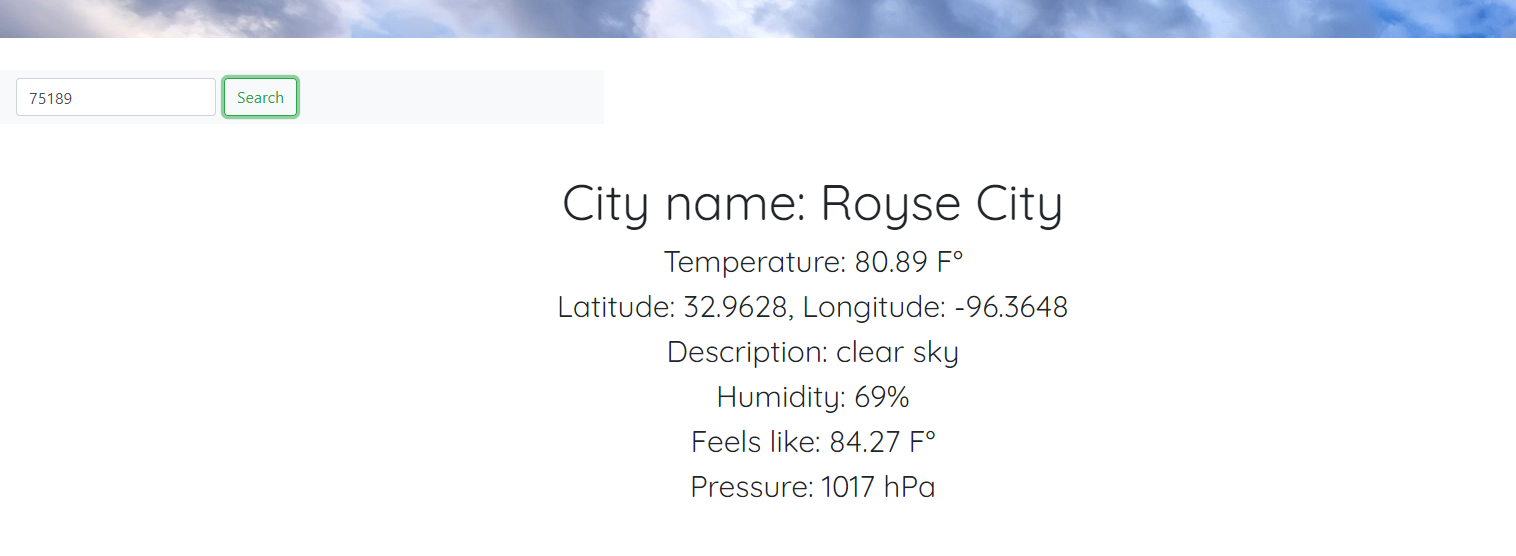 75189 Search
City name: Royse City
Temperature: 80.89 F°
Latitude: 32.9628, Longitude: -96.3648
Description: clear sky
Humidity: 69%
Feels like: 84.27 F°
Pressure: 1017 hPa